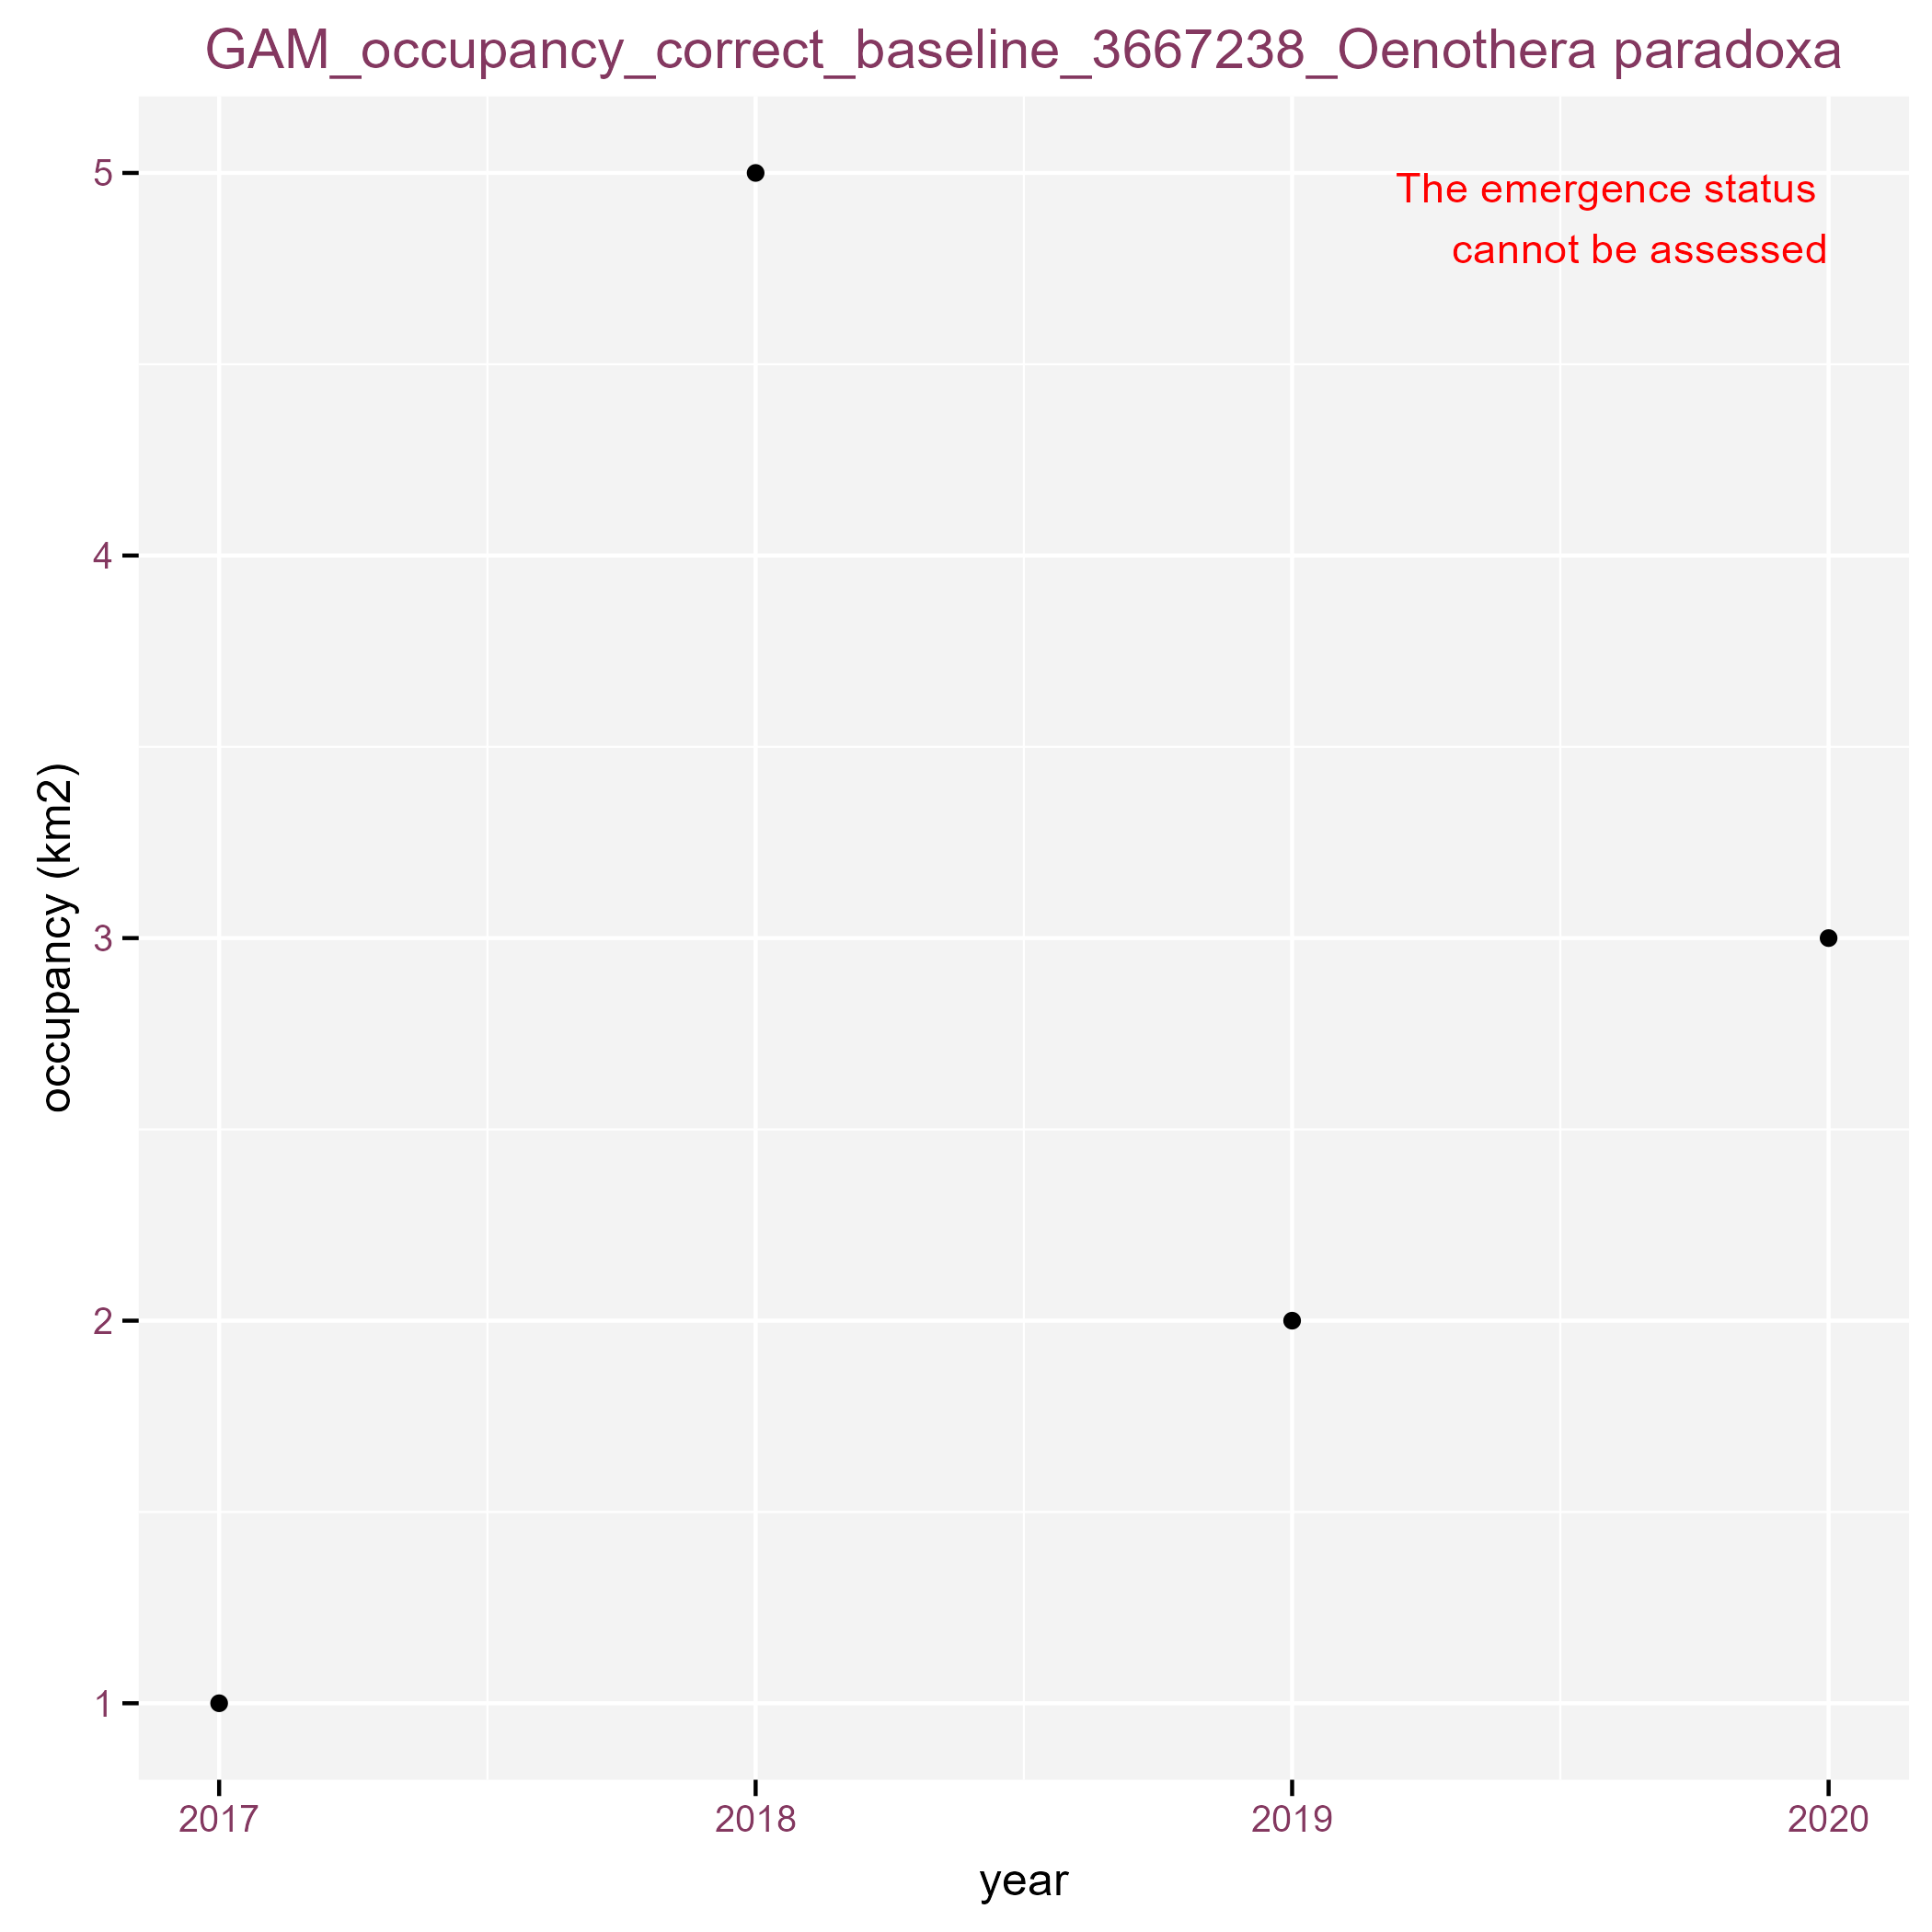 GAM_occupancy_correct_baseline_3667238_Oenothera paradoxa
The emergence status
cannot be assessed
5
4
3
2
1
occupancy (km2)
2017 2018 2019 2020
year